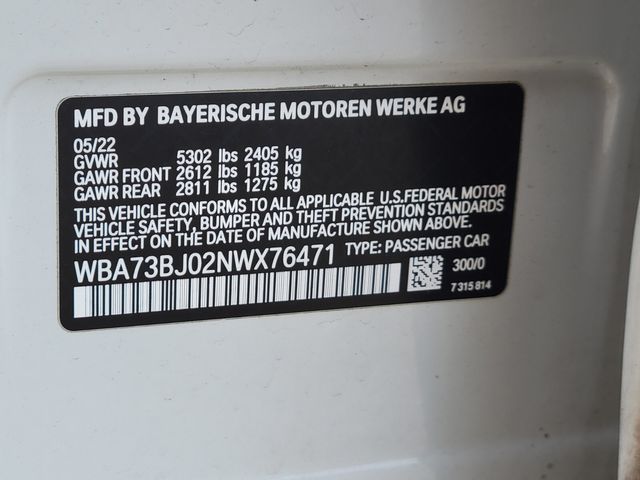 MFD BY BAYERISCHE MOTOREN WERKE AG
05/22
GVWR 5302 lbs 2405 kg
GAWR FRONT 2612 lbs 1185 kg
GAWR REAR 2811 lbs 1275 kg
THIS VEHICLE CONFORMS TO ALL APPLICABLE U.S.FEDERAL MOTOR
VEHICLE SAFETY, BUMPER AND THEFT PREVENTION STANDARDS
IN EFFECT ON THE DATE OF MANUFACTURE SHOWN ABOVE.
WBA73BJ02NWX76471 TYPE: PASSENGER CAR
300/0
7 315 814